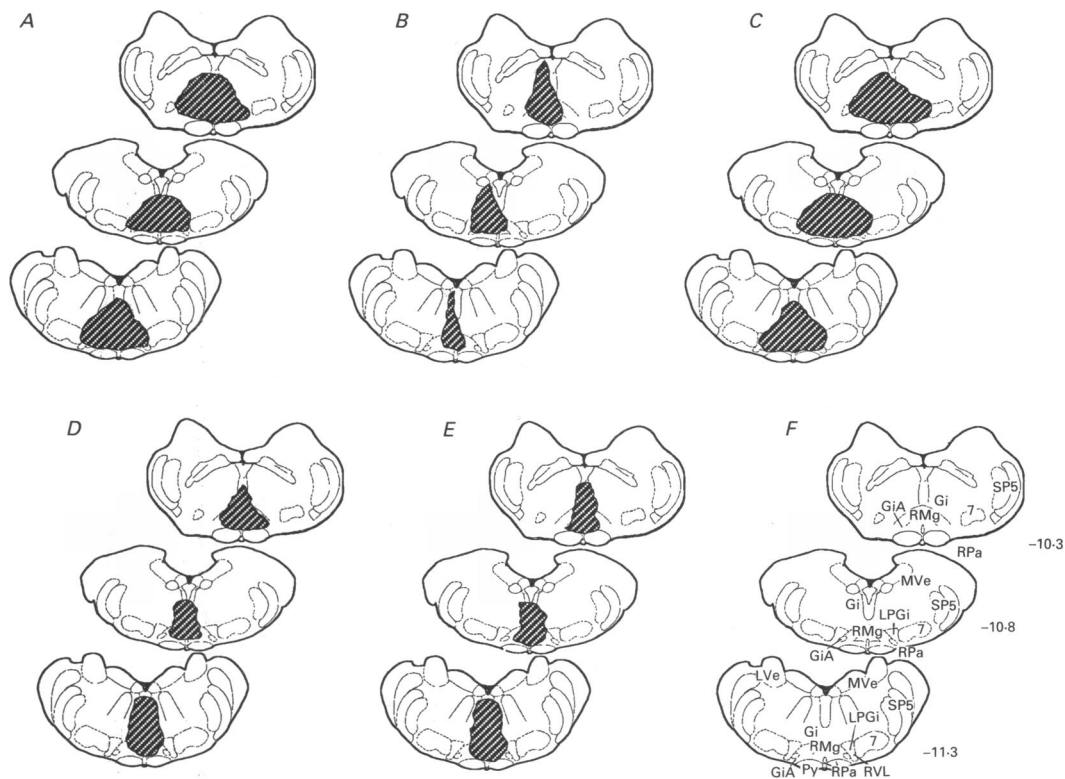 A B C
D E F
SP5
Gi
GiA 7
RMg
RPa -10·3
MVe
Gi LPGi SP5
RMg 7 -10·8
GiA RPa
LVe MVe
SP5
LPGi
Gi
RMg 7 7 -11·3
GiA Py RPa RVL